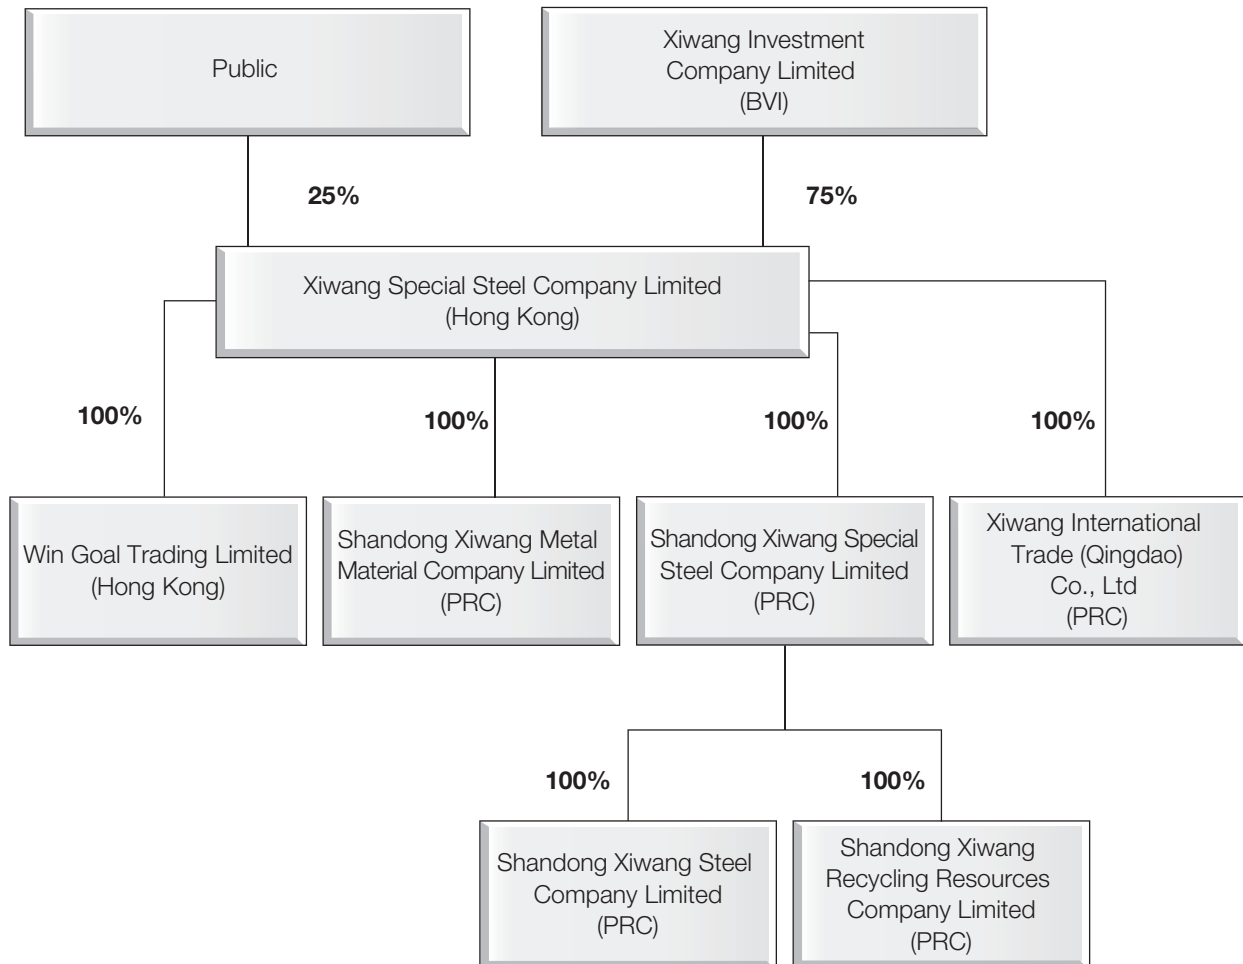 Public
Xiwang Investment
Company Limited
(BVI)
25%
75%
Xiwang Special Steel Company Limited
(Hong Kong)
100%
100%
100%
100%
Win Goal Trading Limited
(Hong Kong)
Shandong Xiwang Metal
Material Company Limited
(PRC)
Shandong Xiwang Special
Steel Company Limited
(PRC)
Xiwang International
Trade (Qingdao)
Co., Ltd
(PRC)
100%
100%
Shandong Xiwang Steel
Company Limited
(PRC)
Shandong Xiwang
Recycling Resources
Company Limited
(PRC)